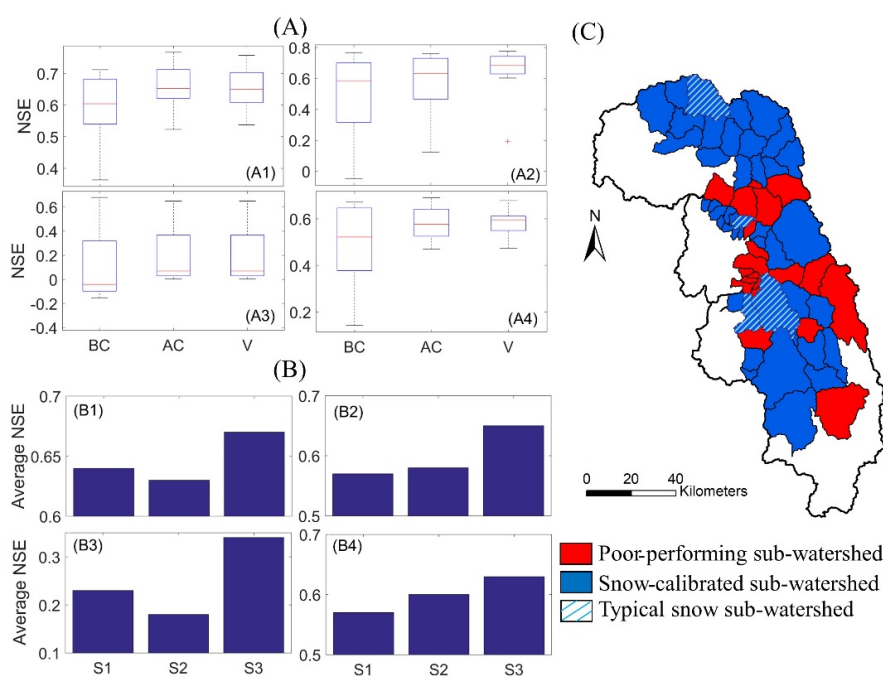 (A)
(C)
NSE
0.7
0.6
0.5
0.4
(A1)
0.8
0.6
0.4
0.2
0
(A2)
NSE
0.6
0.4
0.2
0
-0.2
-0.4
(A3)
0.6
0.4
0.2
(A4)
BC AC V
BC AC V
N
(B)
Average NSE
0.7
0.65
0.6
(B1)
0.7
0.6
0.5
(B2)
Average NSE
0.3
0.2
0.1
(B3)
0.7
0.6
0.5
(B4)
S1 S2 S3
S1 S2 S3
0 20 40
Kilometers
Poor-performing sub-watershed
Snow-calibrated sub-watershed
Typical snow sub-watershed